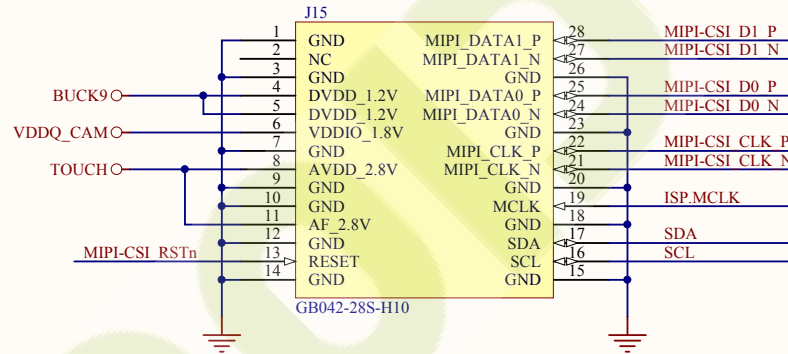 J15
1 GND MIPI_DATA1_P 28 MIPI-CSI_D1_P
2 NC MIPI_DATA1_N 27 MIPI-CSI_D1_N
3 GND GND 26
BUCK9 4 DVDD_1.2V MIPI_DATA0_P 25 MIPI-CSI_D0_P
5 DVDD_1.2V MIPI_DATA0_N 24 MIPI-CSI_D0_N
VDDQ_CAM 6 VDDIO_1.8V GND 23
7 GND MIPI_CLK_P 22 MIPI-CSI_CLK_P
TOUCH 8 AVDD_2.8V MIPI_CLK_N 21 MIPI-CSI_CLK_N
9 GND GND 20
10 GND MCLK 19 ISP.MCLK
11 AF_2.8V GND 18
12 GND SDA 17 SDA
MIPI-CSI_RSTn 13 RESET SCL 16 SCL
14 GND GND 15
GB042-28S-H10